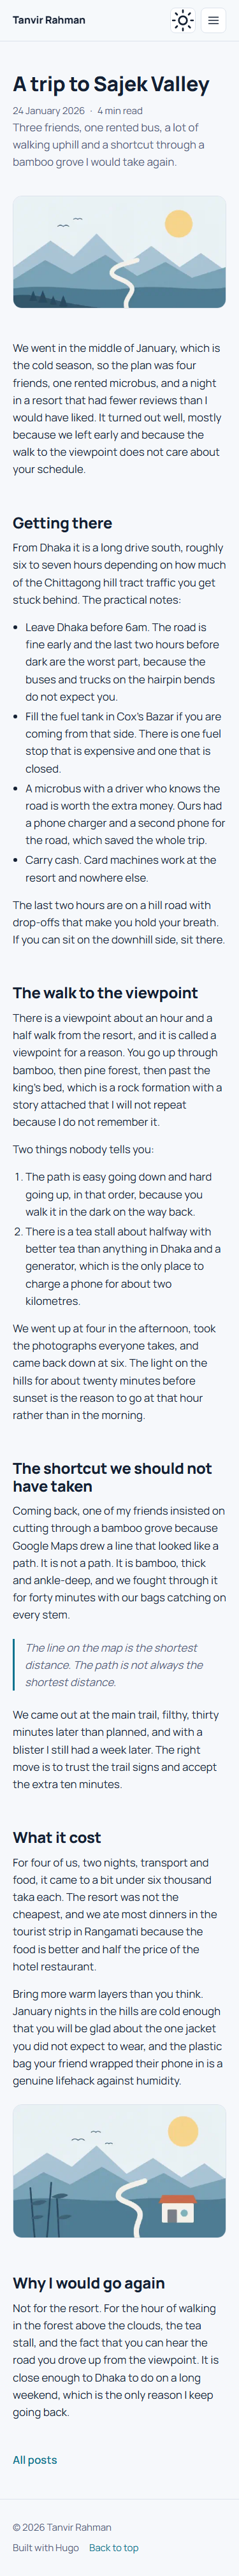 Tanvir Rahman
A trip to Sajek Valley
24 January 2026 · 4 min read
Three friends, one rented bus, a lot of
walking uphill and a shortcut through a
bamboo grove I would take again.
We went in the middle of January, which is
the cold season, so the plan was four
friends, one rented microbus, and a night
in a resort that had fewer reviews than I
would have liked. It turned out well, mostly
because we left early and because the
walk to the viewpoint does not care about
your schedule.
Getting there
From Dhaka it is a long drive south, roughly
six to seven hours depending on how much
of the Chittagong hill tract traffic you get
stuck behind. The practical notes:
• Leave Dhaka before 6am. The road is
fine early and the last two hours before
dark are the worst part, because the
buses and trucks on the hairpin bends
do not expect you.
• Fill the fuel tank in Cox's Bazar if you are
coming from that side. There is one fuel
stop that is expensive and one that is
closed.
• A microbus with a driver who knows the
road is worth the extra money. Ours had
a phone charger and a second phone for
the road, which saved the whole trip.
• Carry cash. Card machines work at the
resort and nowhere else.
The last two hours are on a hill road with
drop-offs that make you hold your breath.
If you can sit on the downhill side, sit there.
The walk to the viewpoint
There is a viewpoint about an hour and a
half walk from the resort, and it is called a
viewpoint for a reason. You go up through
bamboo, then pine forest, then past the
king's bed, which is a rock formation with a
story attached that I will not repeat
because I do not remember it.
Two things nobody tells you:
1. The path is easy going down and hard
going up, in that order, because you
walk it in the dark on the way back.
2. There is a tea stall about halfway with
better tea than anything in Dhaka and a
generator, which is the only place to
charge a phone for about two
kilometres.
We went up at four in the afternoon, took
the photographs everyone takes, and
came back down at six. The light on the
hills for about twenty minutes before
sunset is the reason to go at that hour
rather than in the morning.
The shortcut we should not
have taken
Coming back, one of my friends insisted on
cutting through a bamboo grove because
Google Maps drew a line that looked like a
path. It is not a path. It is bamboo, thick
and ankle-deep, and we fought through it
for forty minutes with our bags catching on
every stem.
The line on the map is the shortest
distance. The path is not always the
shortest distance.
We came out at the main trail, filthy, thirty
minutes later than planned, and with a
blister I still had a week later. The right
move is to trust the trail signs and accept
the extra ten minutes.
What it cost
For four of us, two nights, transport and
food, it came to a bit under six thousand
taka each. The resort was not the
cheapest, and we ate most dinners in the
tourist strip in Rangamati because the
food is better and half the price of the
hotel restaurant.
Bring more warm layers than you think.
January nights in the hills are cold enough
that you will be glad about the one jacket
you did not expect to wear, and the plastic
bag your friend wrapped their phone in is a
genuine lifehack against humidity.
Why I would go again
Not for the resort. For the hour of walking
in the forest above the clouds, the tea
stall, and the fact that you can hear the
road you drove up from the viewpoint. It is
close enough to Dhaka to do on a long
weekend, which is the only reason I keep
going back.
All posts
© 2026 Tanvir Rahman
Built with Hugo Back to top